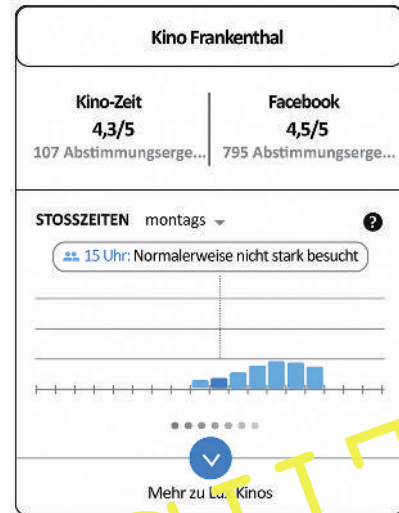 Kino Frankenthal
Kino-Zeit
4,3/5
107 Abstimmungserge...
Facebook
4,5/5
795 Abstimmungserge...
STOSSZEITEN montags
?
15 Uhr: Normalerweise nicht stark besucht
Mehr zu Kinos